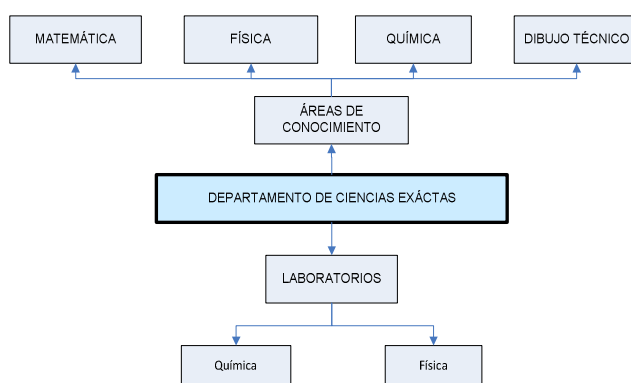 MATEMÁTICA
FÍSICA
QUÍMICA
DIBUJO TÉCNICO
ÁREAS DE
CONOCIMIENTO
DEPARTAMENTO DE CIENCIAS EXÁCTAS
LABORATORIOS
Química
Física